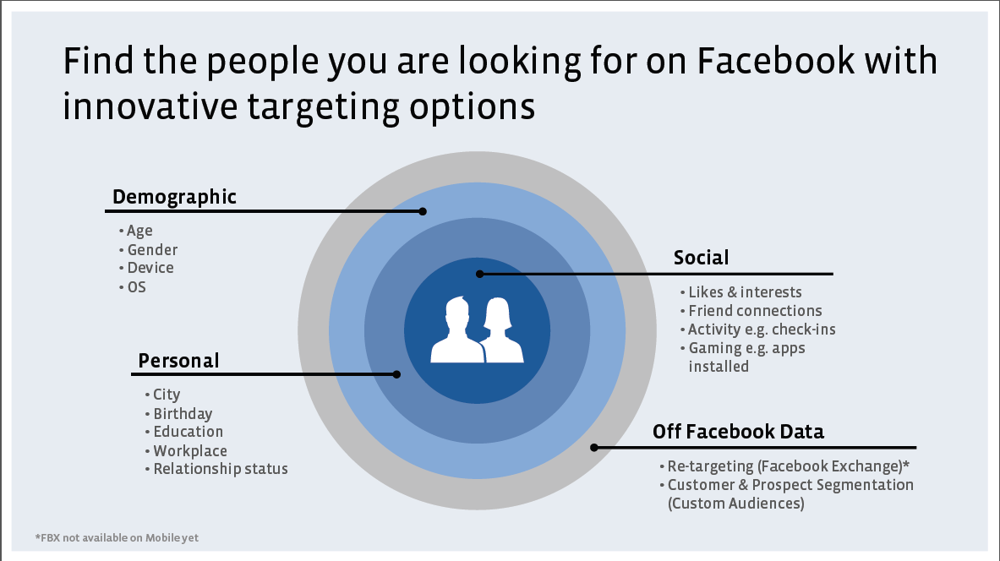 Find the people you are looking for on Facebook with
innovative targeting options
Demographic
• Age
• Gender
• Device
• OS
Personal
• City
• Birthday
• Education
• Workplace
• Relationship status
Social
• Likes & interests
• Friend connections
• Activity e.g. check-ins
• Gaming e.g. apps
installed
Off Facebook Data
• Re-targeting (Facebook Exchange)*
• Customer & Prospect Segmentation
(Custom Audiences)
*FBX not available on Mobile yet